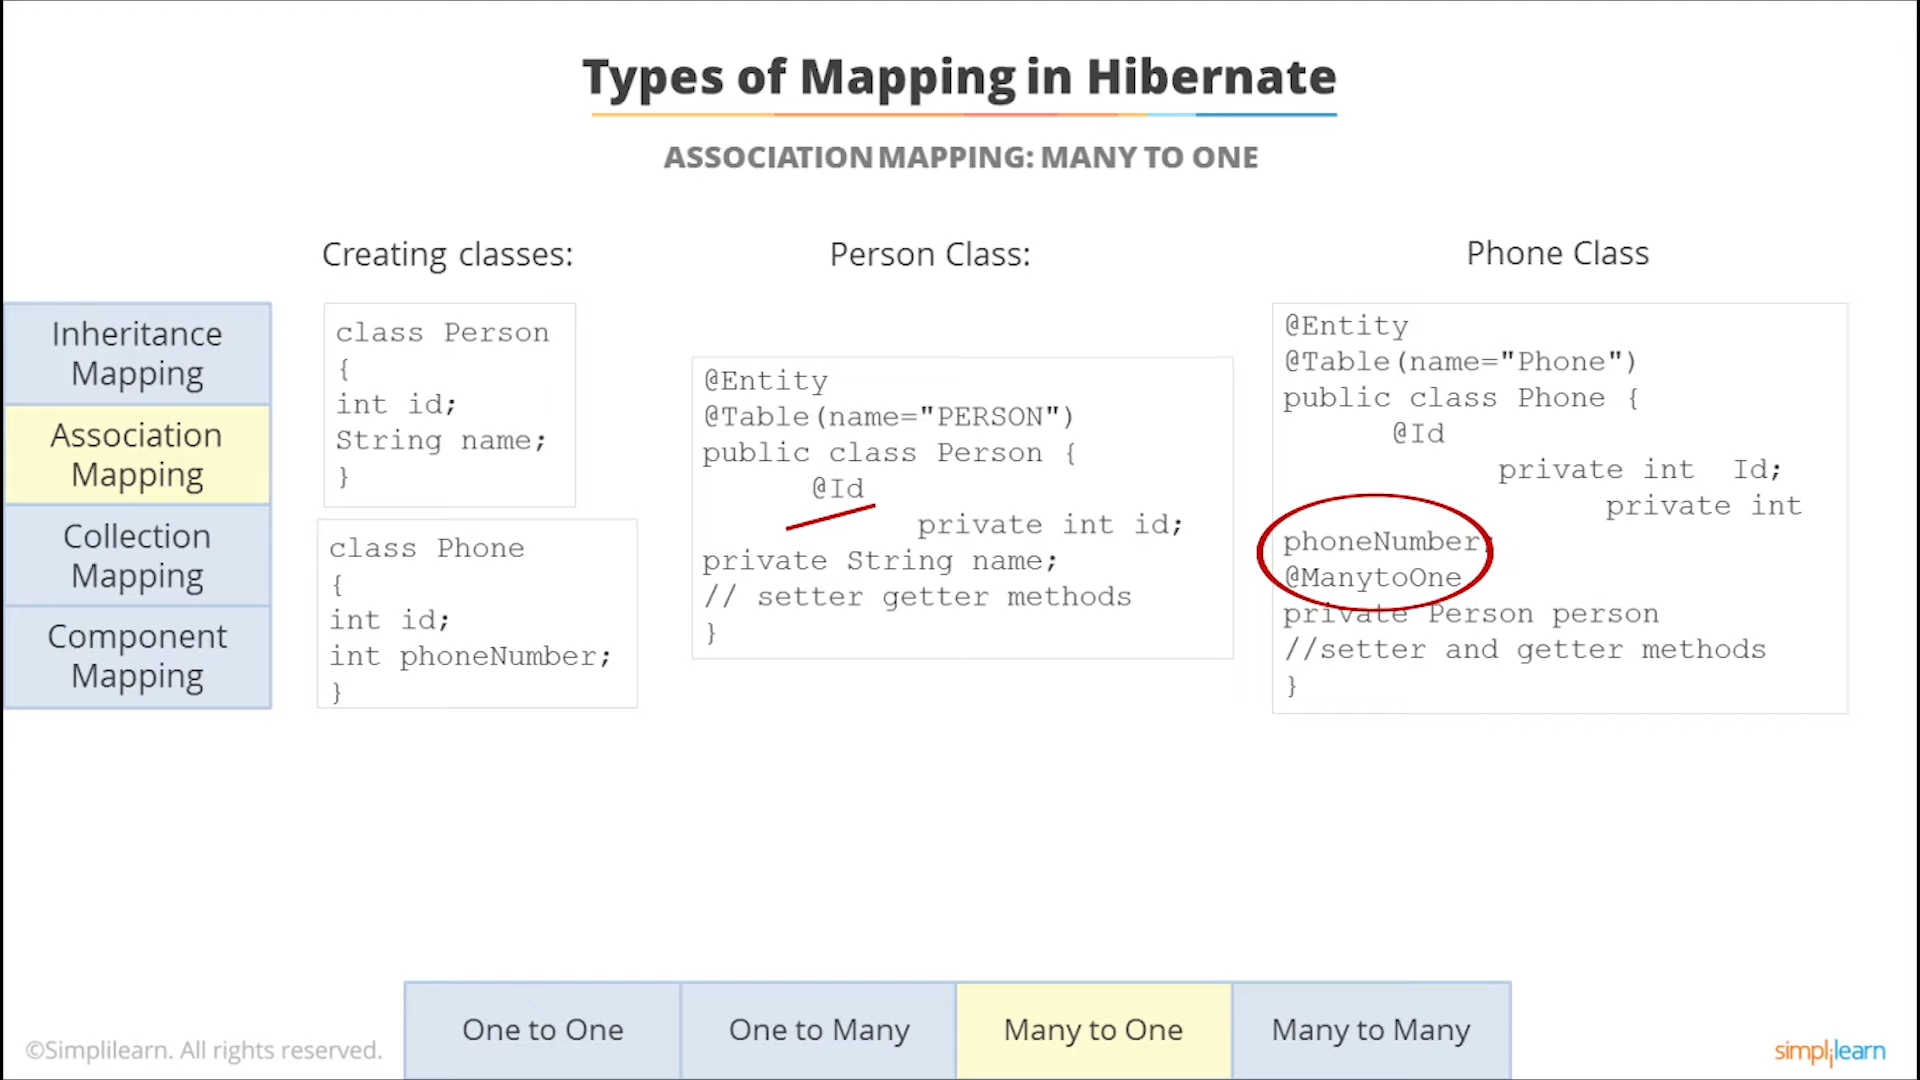 Types of Mapping in Hibernate
ASSOCIATION MAPPING: MANY TO ONE
Creating classes:
Person Class:
Phone Class
Inheritance
Mapping
Association
Mapping
Collection
Mapping
Component
Mapping
class Person
{
int id;
String name;
}
class Phone
{
int id;
int phoneNumber;
}
@Entity
@Table(name="PERSON")
public class Person {
@Id
private int id;
private String name;
// setter getter methods
}
@Entity
@Table(name="Phone")
public class Phone {
@Id
private int Id;
private int
phoneNumber;
@ManytoOne
private Person person
//setter and getter methods
}
One to One
One to Many
Many to One
Many to Many
©Simplilearn. All rights reserved.
simplilearn